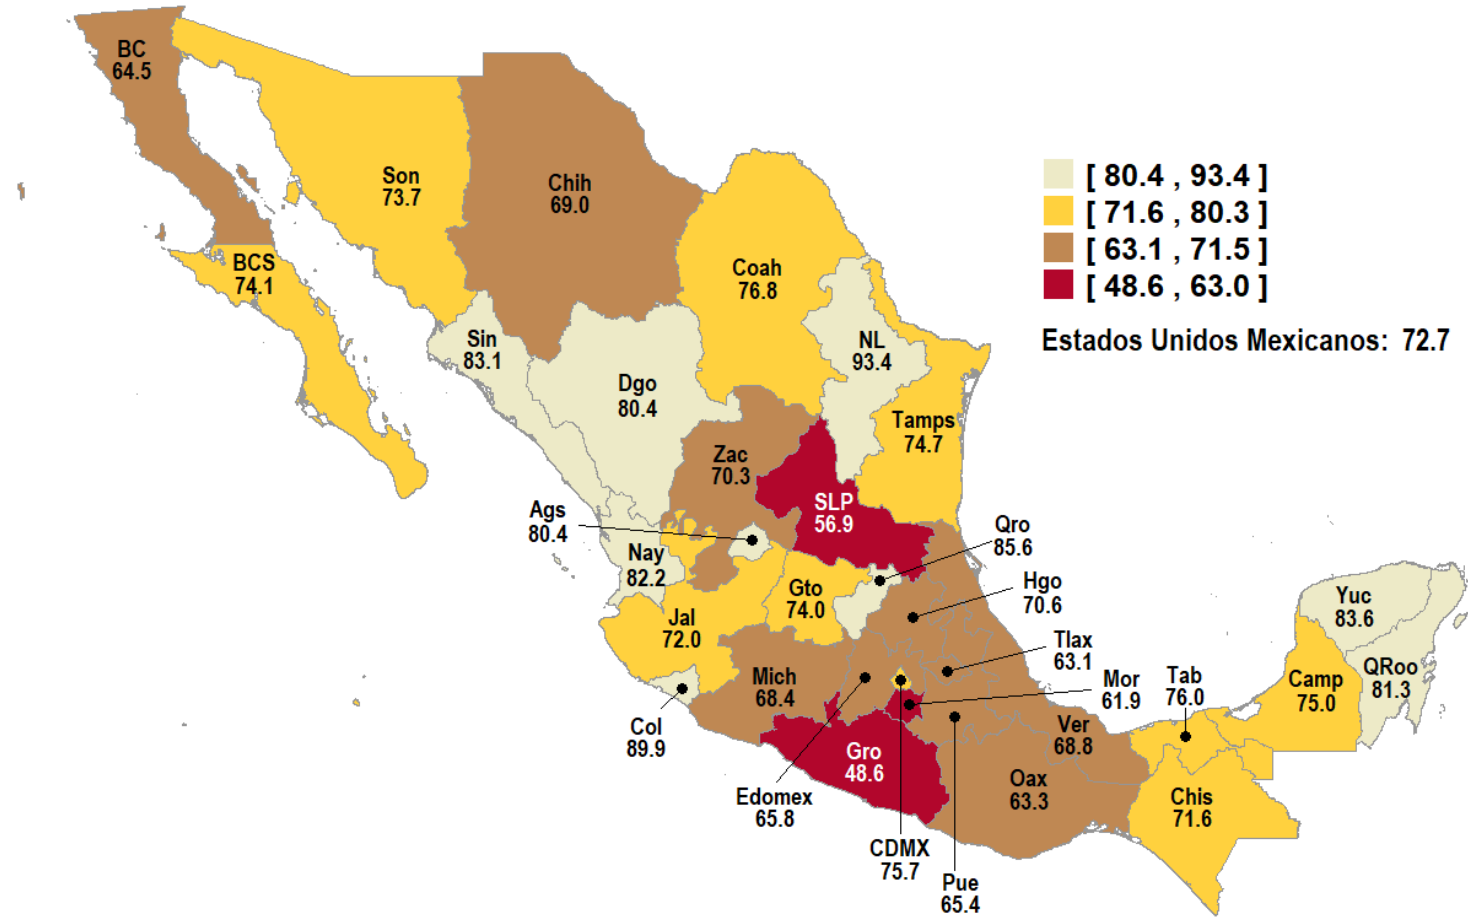 BC
64.5
Son
73.7
Chih
69.0
BCS
74.1
Coah
76.8
Sin
83.1
Dgo
80.4
NL
93.4
Tamps
74.7
Zac
70.3
SLP
56.9
Ags
80.4
Nay
82.2
Jal
72.0
Gto
74.0
Qro
85.6
Hgo
70.6
Tlax
63.1
Mor
61.9
Tab
76.0
Yuc
83.6
QRoo
81.3
Camp
75.0
Mich
68.4
Col
89.9
Gro
48.6
Edomex
65.8
CDMX
75.7
Pue
65.4
Ver
68.8
Oax
63.3
Chis
71.6
[ 80.4 , 93.4 ]
[ 71.6 , 80.3 ]
[ 63.1 , 71.5 ]
[ 48.6 , 63.0 ]
Estados Unidos Mexicanos: 72.7